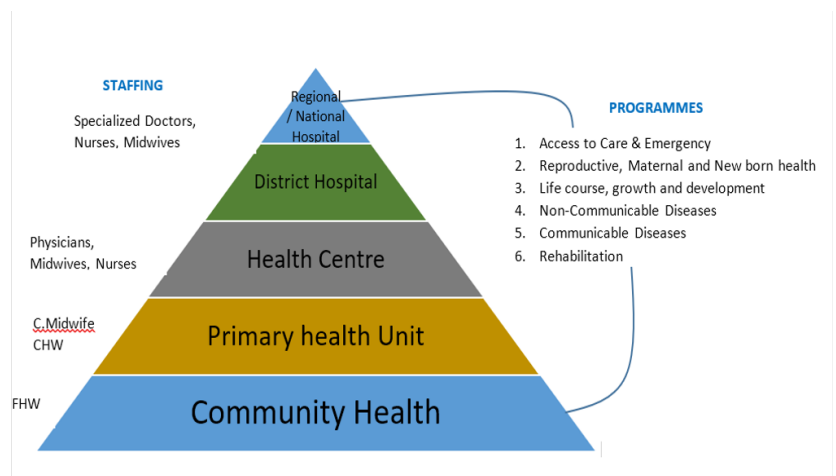 STAFFING
Specialized Doctors,
Nurses, Midwives
Physicians,
Midwives, Nurses
C.Midwife
CHW
FHW
Regional
/ National
Hospital
District Hospital
Health Centre
Primary health Unit
Community Health
PROGRAMMES
1. Access to Care & Emergency
2. Reproductive, Maternal and New born health
3. Life course, growth and development
4. Non-Communicable Diseases
5. Communicable Diseases
6. Rehabilitation